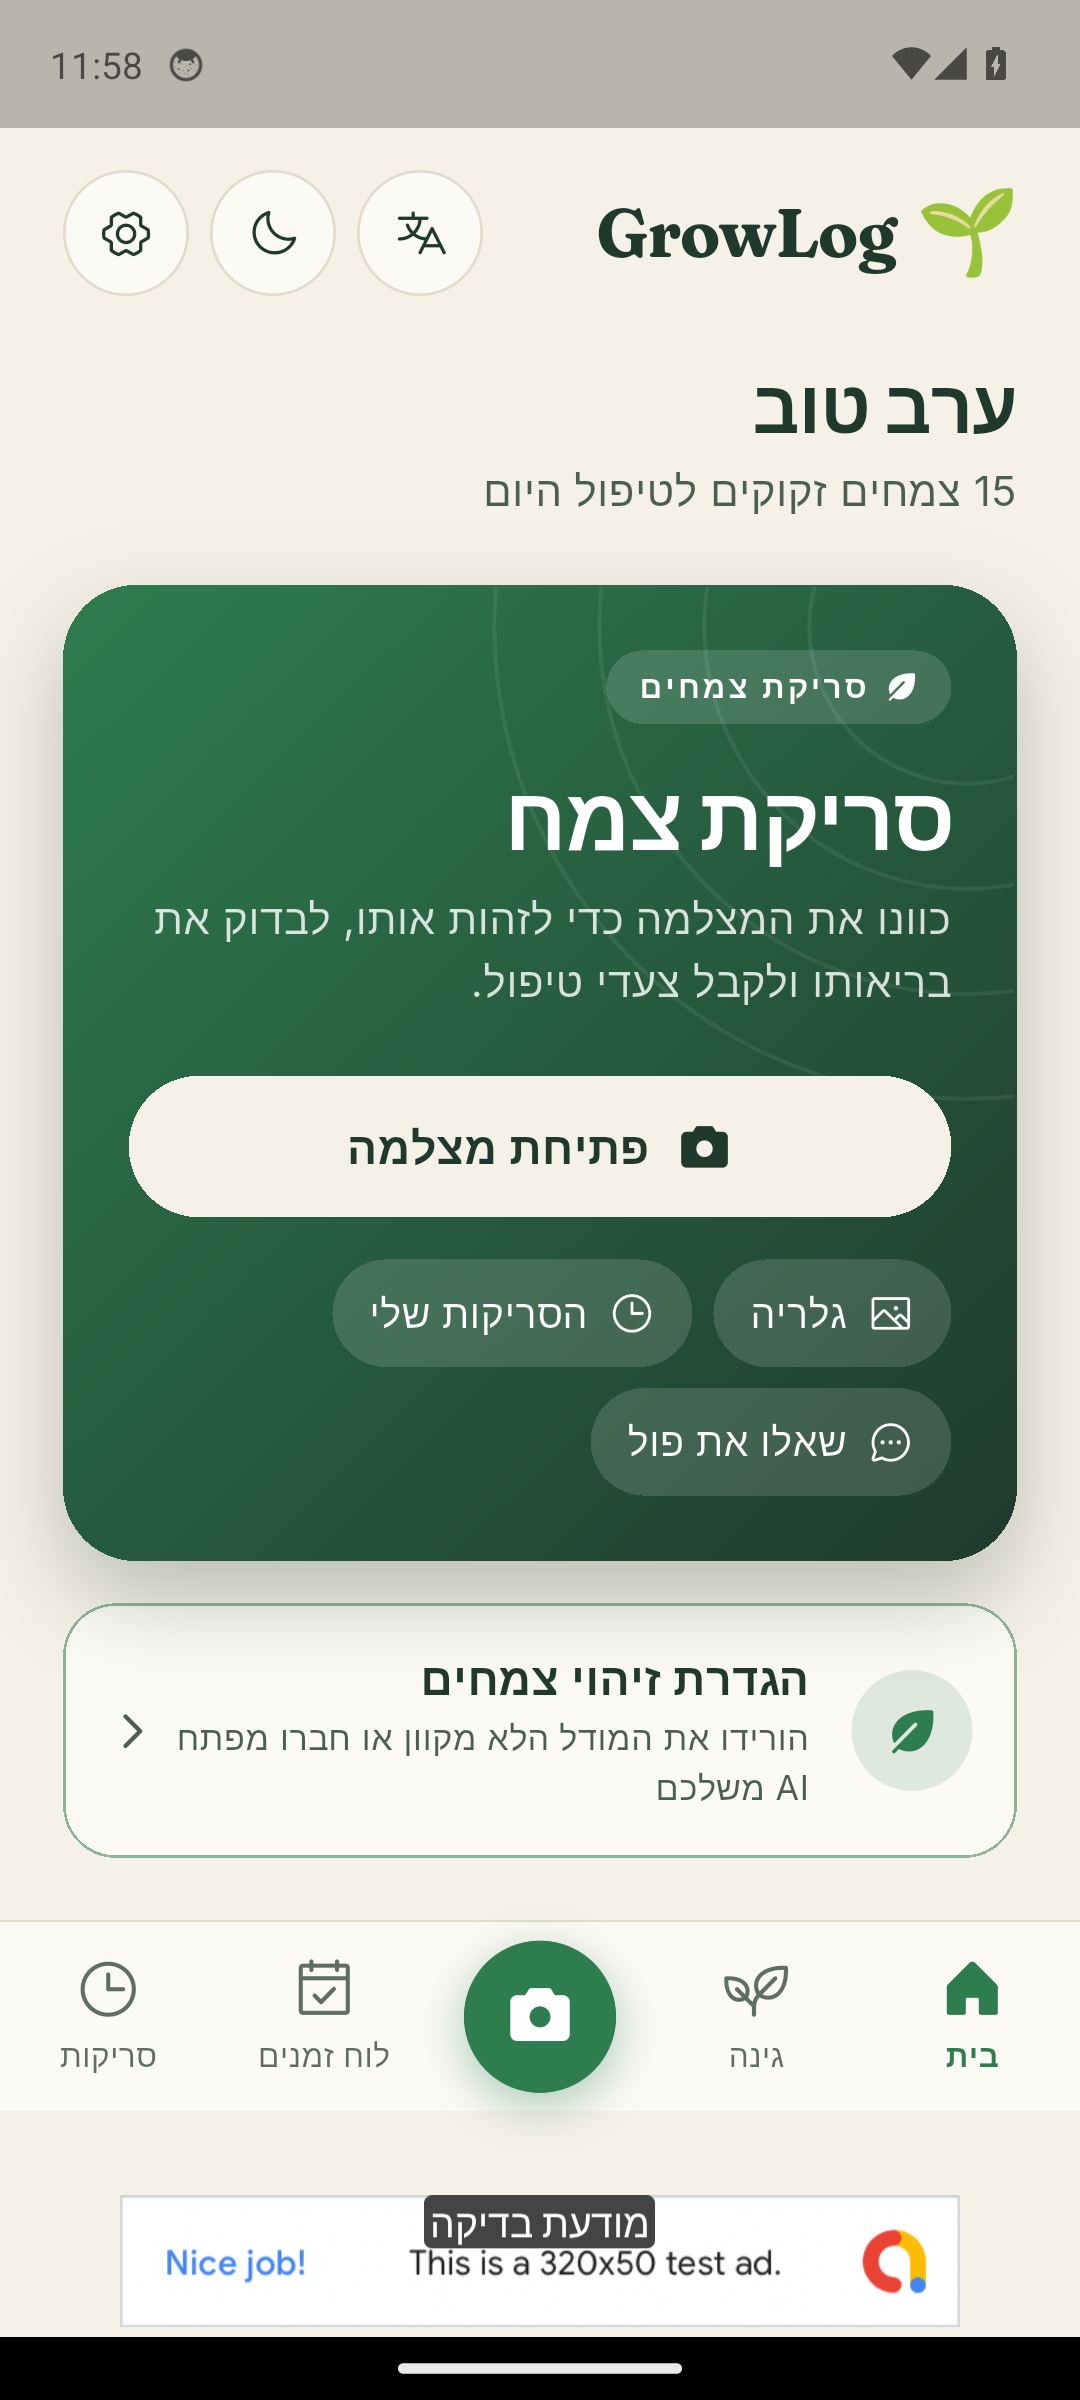 11:58
GrowLog
ערב טוב
15 צמחים זקוקים לטיפול היום
סריקת צמחים
סריקת צמח
כוונו את המצלמה כדי לזהות אותו, לבדוק את
בריאותו ולקבל צעדי טיפול.
פתיחת מצלמה
גלריה
הסריקות שלי
שאלו את פול
הגדרת זיהוי צמחים
הורידו את המודל הלא מקוון או חברו מפתח
AI משלכם
בית
גינה
לוח זמנים
סריקות
מודעת בדיקה
Nice job!
This is a 320x50 test ad.